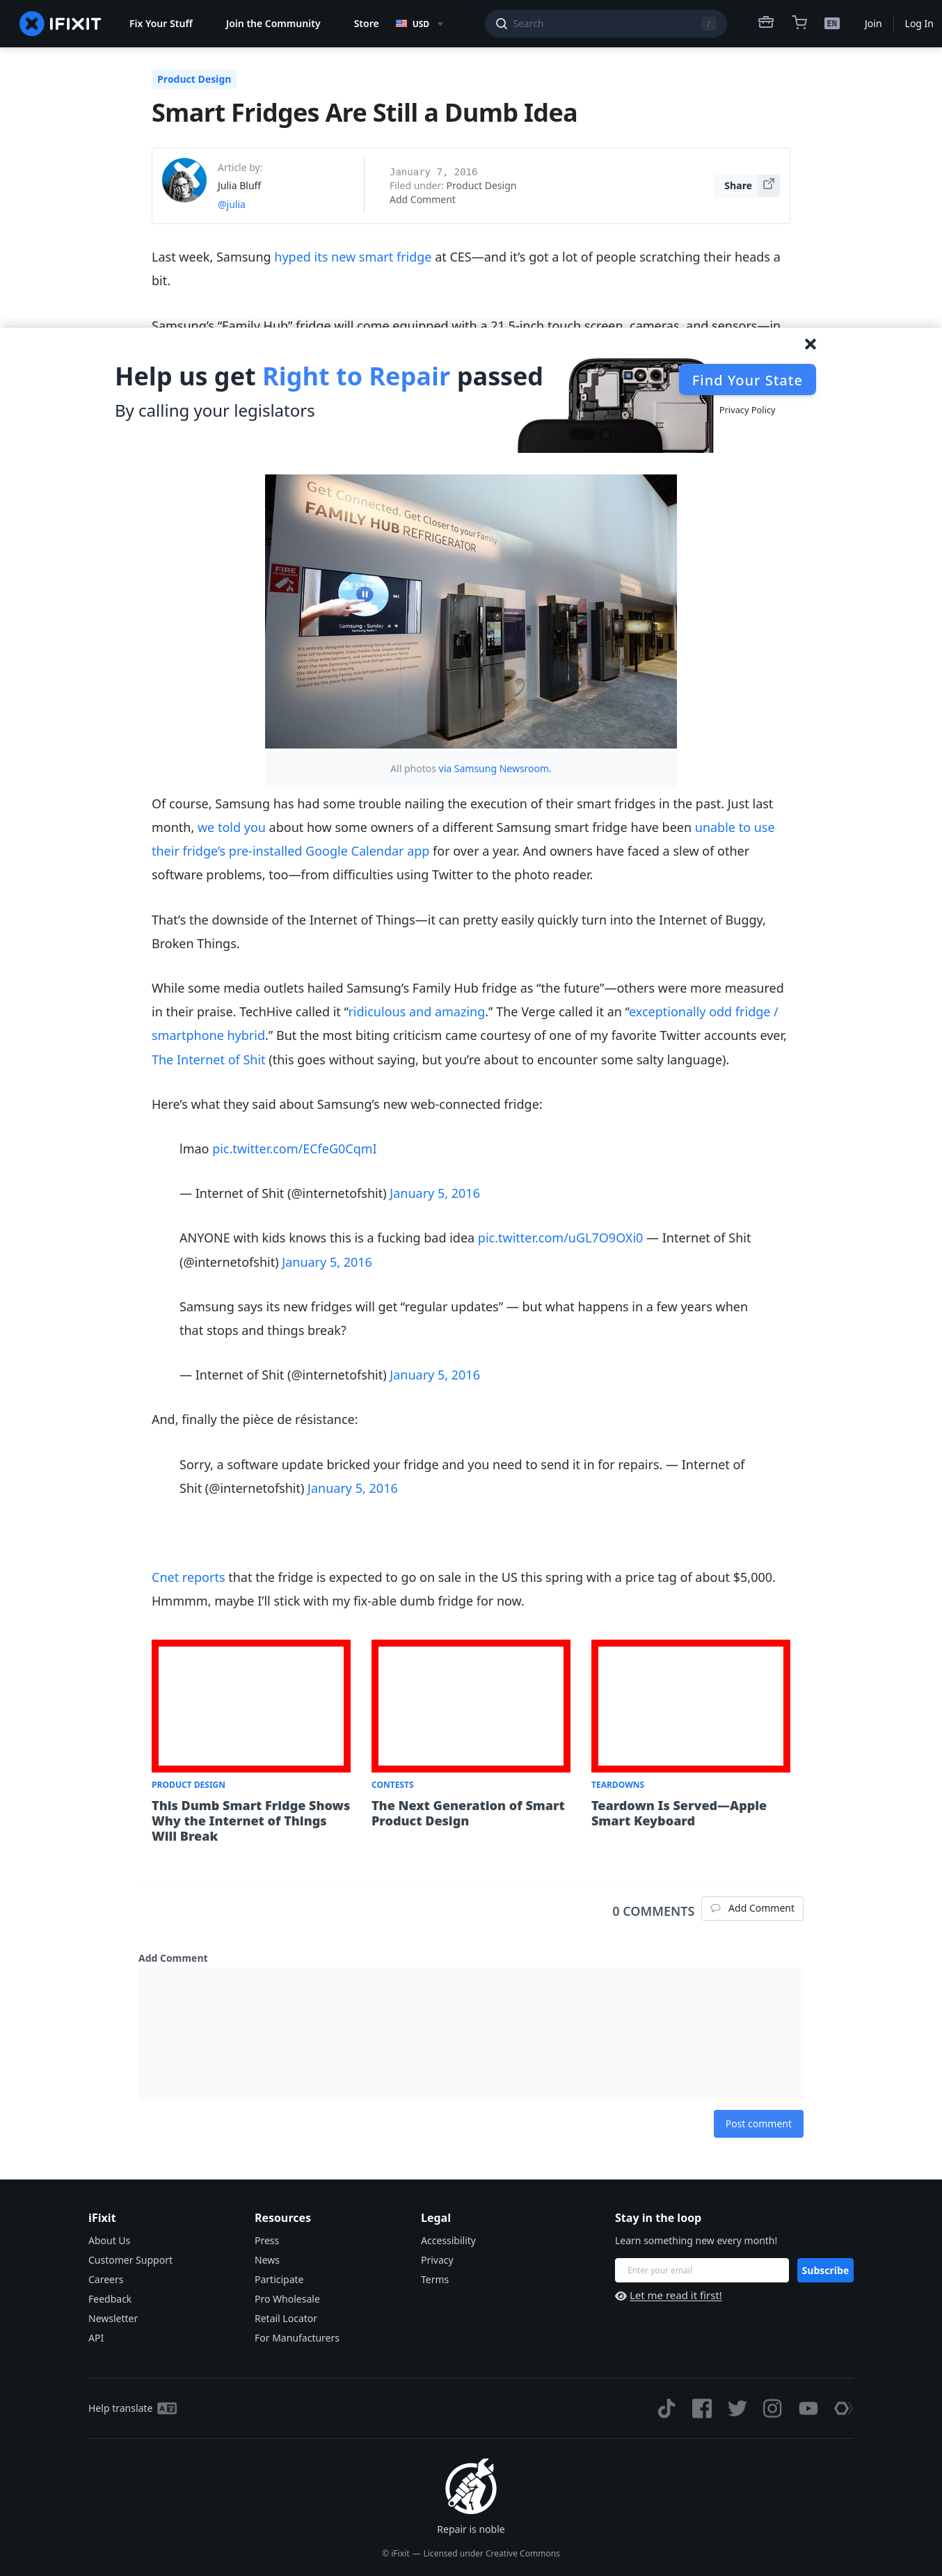 IFIXIT
Fix Your Stuff
Join the Community
Store
USD
Search
/
EN
Join
Log In
Product Design
Smart Fridges Are Still a Dumb Idea
Article by:
Julia Bluff
@julia
January 7, 2016
Filed under: Product Design
Add Comment
Share
Last week, Samsung hyped its new smart fridge at CES—and it’s got a lot of people scratching their heads a
bit.
Samsung’s “Family Hub” fridge will come equipped with a 21.5-inch touch screen, cameras, and sensors—in
Help us get Right to Repair passed
By calling your legislators
Find Your State
Privacy Policy
Get Connected. Get Closer to your Family
FAMILY HUB REFRIGERATOR
FIRE
Samsung - Sunday
All photos via Samsung Newsroom.
Of course, Samsung has had some trouble nailing the execution of their smart fridges in the past. Just last
month, we told you about how some owners of a different Samsung smart fridge have been unable to use
their fridge’s pre-installed Google Calendar app for over a year. And owners have faced a slew of other
software problems, too—from difficulties using Twitter to the photo reader.
That’s the downside of the Internet of Things—it can pretty easily quickly turn into the Internet of Buggy,
Broken Things.
While some media outlets hailed Samsung’s Family Hub fridge as “the future”—others were more measured
in their praise. TechHive called it “ridiculous and amazing.” The Verge called it an “exceptionally odd fridge /
smartphone hybrid.” But the most biting criticism came courtesy of one of my favorite Twitter accounts ever,
The Internet of Shit (this goes without saying, but you’re about to encounter some salty language).
Here’s what they said about Samsung’s new web-connected fridge:
lmao pic.twitter.com/ECfeG0CqmI
— Internet of Shit (@internetofshit) January 5, 2016
ANYONE with kids knows this is a fucking bad idea pic.twitter.com/uGL7O9OXi0 — Internet of Shit
(@internetofshit) January 5, 2016
Samsung says its new fridges will get “regular updates” — but what happens in a few years when
that stops and things break?
— Internet of Shit (@internetofshit) January 5, 2016
And, finally the pièce de résistance:
Sorry, a software update bricked your fridge and you need to send it in for repairs. — Internet of
Shit (@internetofshit) January 5, 2016
Cnet reports that the fridge is expected to go on sale in the US this spring with a price tag of about $5,000.
Hmmmm, maybe I’ll stick with my fix-able dumb fridge for now.
PRODUCT DESIGN
This Dumb Smart Fridge Shows
Why the Internet of Things
Will Break
CONTESTS
The Next Generation of Smart
Product Design
TEARDOWNS
Teardown Is Served—Apple
Smart Keyboard
0 COMMENTS
Add Comment
Add Comment
Post comment
iFixit
About Us
Customer Support
Careers
Feedback
Newsletter
API
Resources
Press
News
Participate
Pro Wholesale
Retail Locator
For Manufacturers
Legal
Accessibility
Privacy
Terms
Stay in the loop
Learn something new every month!
Enter your email
Subscribe
Let me read it first!
Help translate
Repair is noble
© iFixit — Licensed under Creative Commons